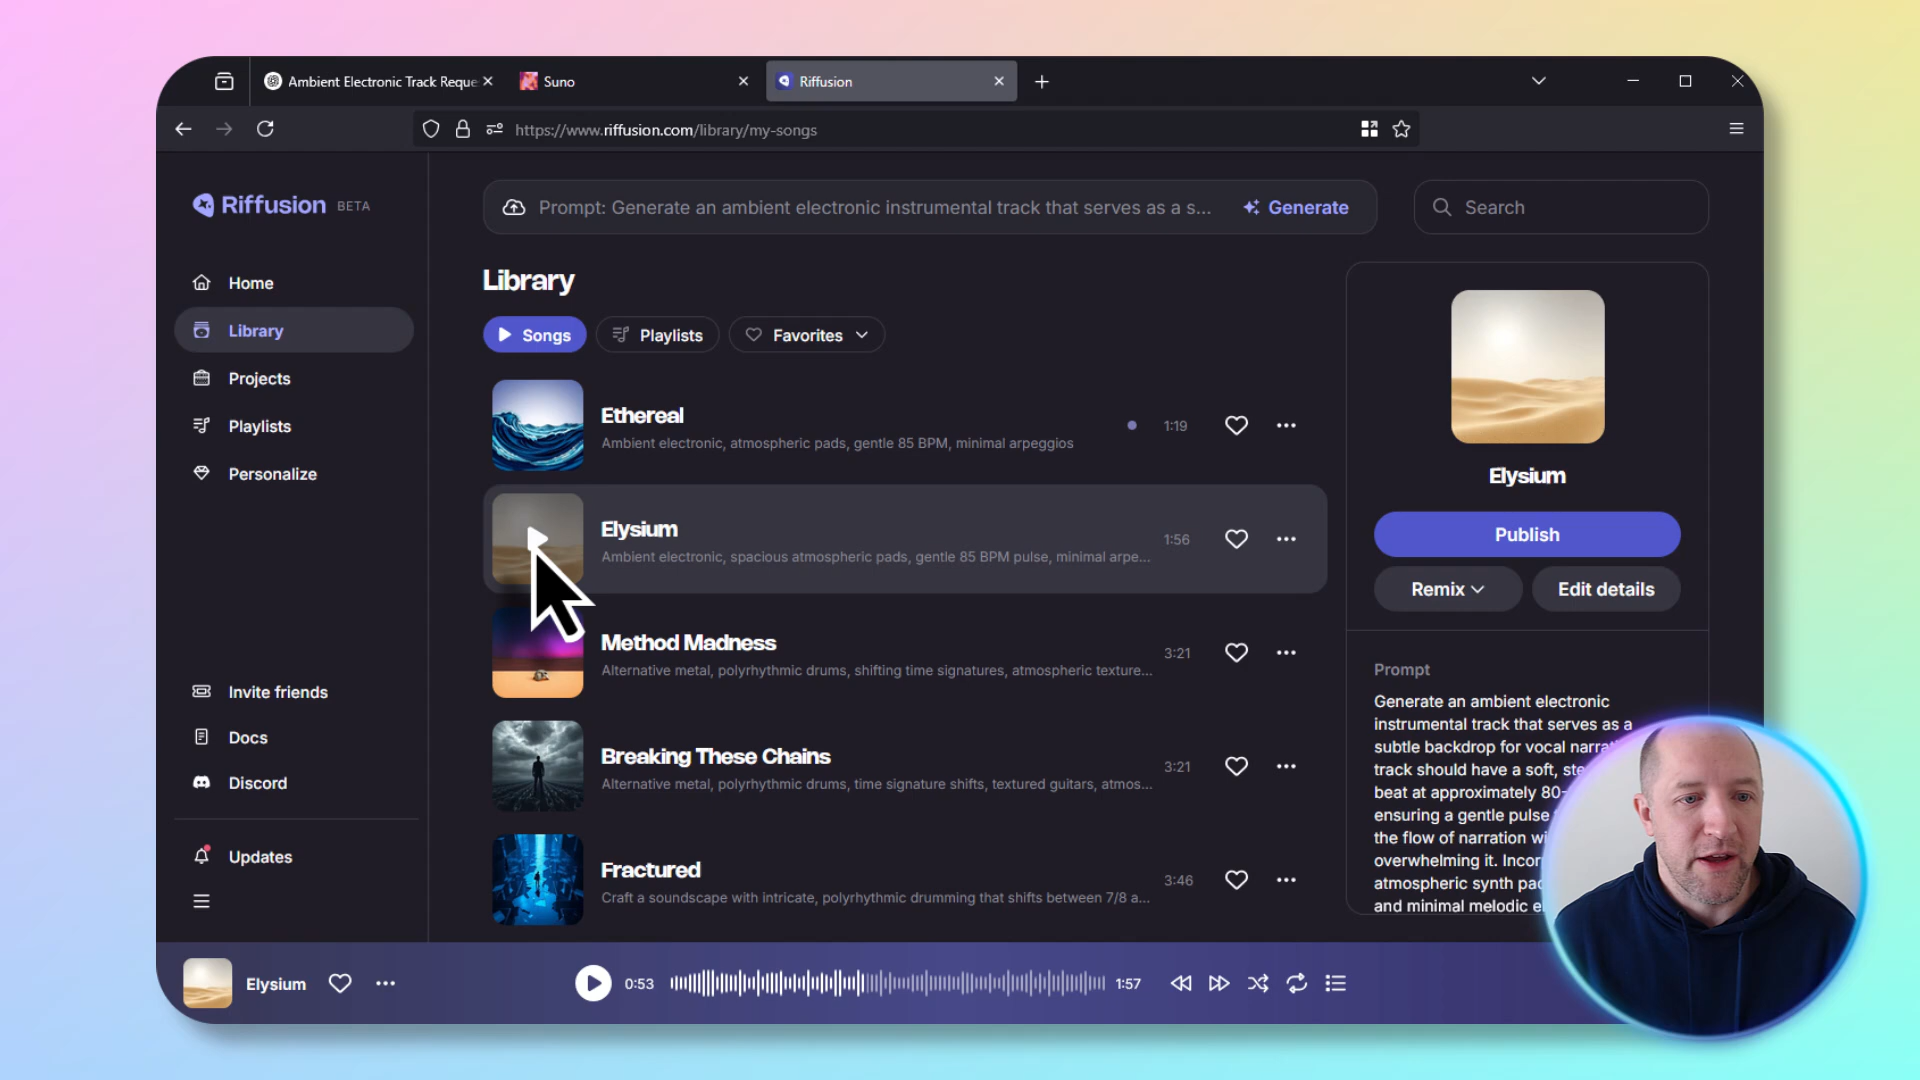 Ambient Electronic Track Reque
Suno
Riffusion
https://www.riffusion.com/library/my-songs
Riffusion BETA
Prompt: Generate an ambient electronic instrumental track that serves as a s...
Generate
Search
Home
Library
Projects
Playlists
Personalize
Invite friends
Docs
Discord
Updates
Library
Songs
Playlists
Favorites
Ethereal
Ambient electronic, atmospheric pads, gentle 85 BPM, minimal arpeggios
1:19
Elysium
Ambient electronic, spacious atmospheric pads, gentle 85 BPM pulse, minimal arpe...
1:56
Method Madness
Alternative metal, polyrhythmic drums, shifting time signatures, atmospheric texture...
3:21
Breaking These Chains
Alternative metal, polyrhythmic drums, time signature shifts, textured guitars, atmos...
3:21
Fractured
Craft a soundscape with intricate, polyrhythmic drumming that shifts between 7/8 a...
3:46
Elysium
Publish
Remix
Edit details
Prompt
Generate an ambient electronic
instrumental track that serves as a
subtle backdrop for vocal
track should have a soft,
beat at approximately
ensuring a gentle pulse
the flow of narration
overwhelming it.
atmospheric synth
and minimal melodic
Elysium
0:53
1:57